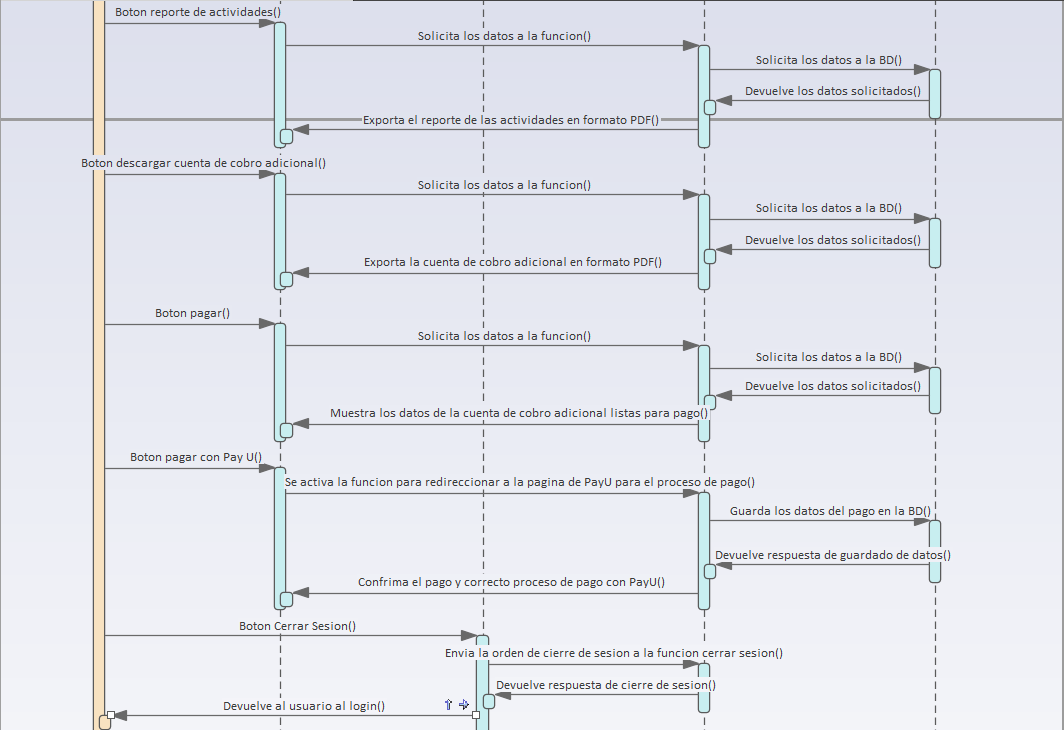 Boton reporte de actividades()
Solicita los datos a la funcion()
Solicita los datos a la BD()
Devuelve los datos solicitados()
Exporta el reporte de las actividades en formato PDF()
Boton descargar cuenta de cobro adicional()
Solicita los datos a la funcion()
Solicita los datos a la BD()
Devuelve los datos solicitados()
Exporta la cuenta de cobro adicional en formato PDF()
Boton pagar()
Solicita los datos a la funcion()
Solicita los datos a la BD()
Devuelve los datos solicitados()
Muestra los datos de la cuenta de cobro adicional listas para pago()
Boton pagar con Pay U()
Se activa la funcion para redireccionar a la pagina de PayU para el proceso de pago()
Guarda los datos del pago en la BD()
Devuelve respuesta de guardado de datos()
Confrima el pago y correcto proceso de pago con PayU()
Boton Cerrar Sesion()
Envia la orden de cierre de sesion a la funcion cerrar sesion()
Devuelve respuesta de cierre de sesion()
Devuelve al usuario al login()